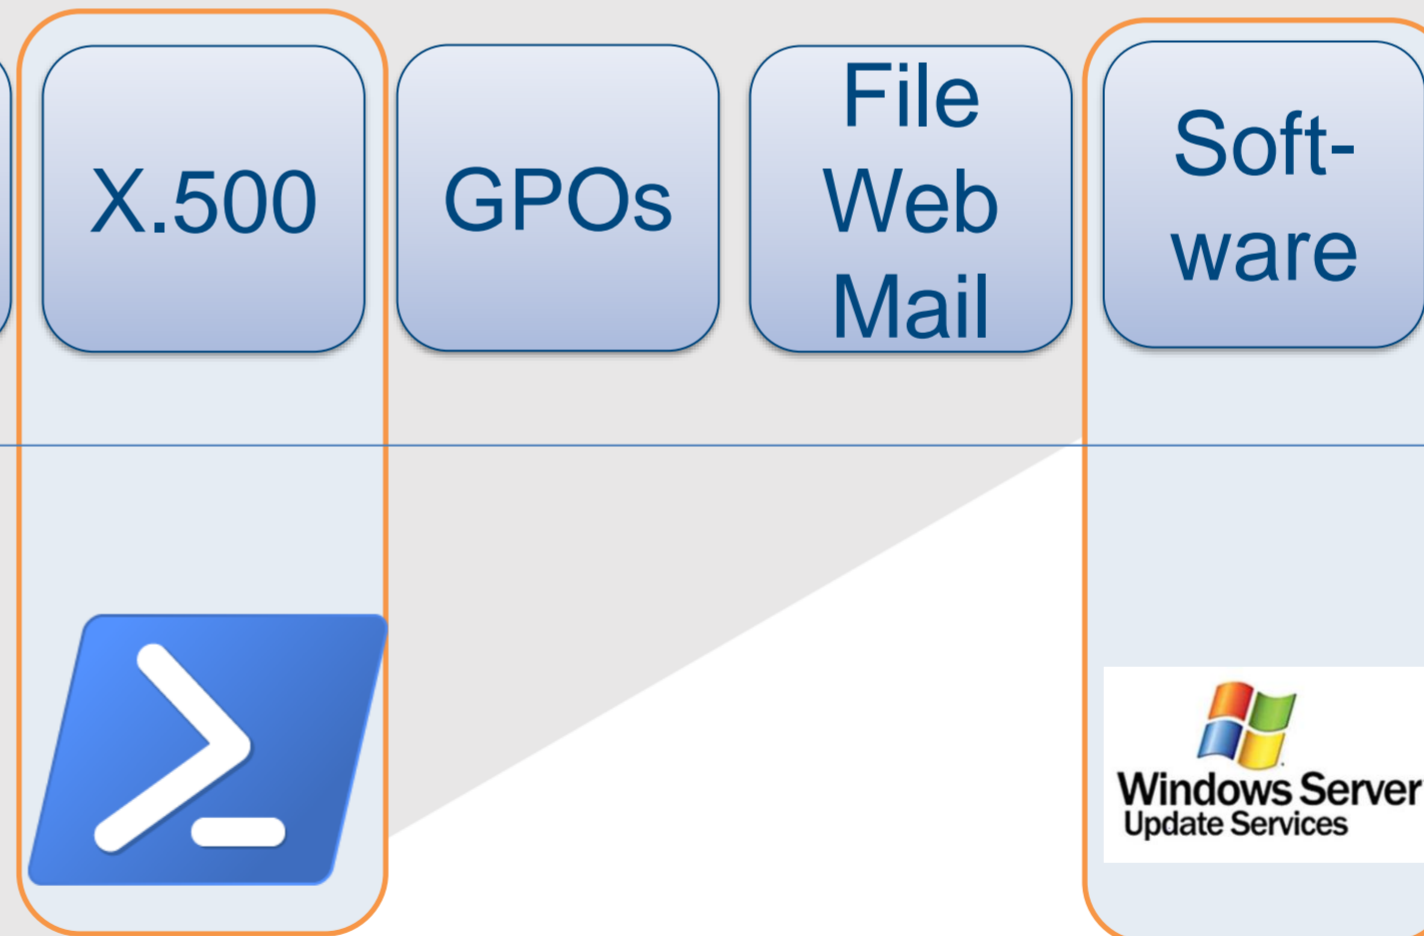 X.500
GPOs
File
Web
Mail
Soft-
ware
Windows Server
Update Services